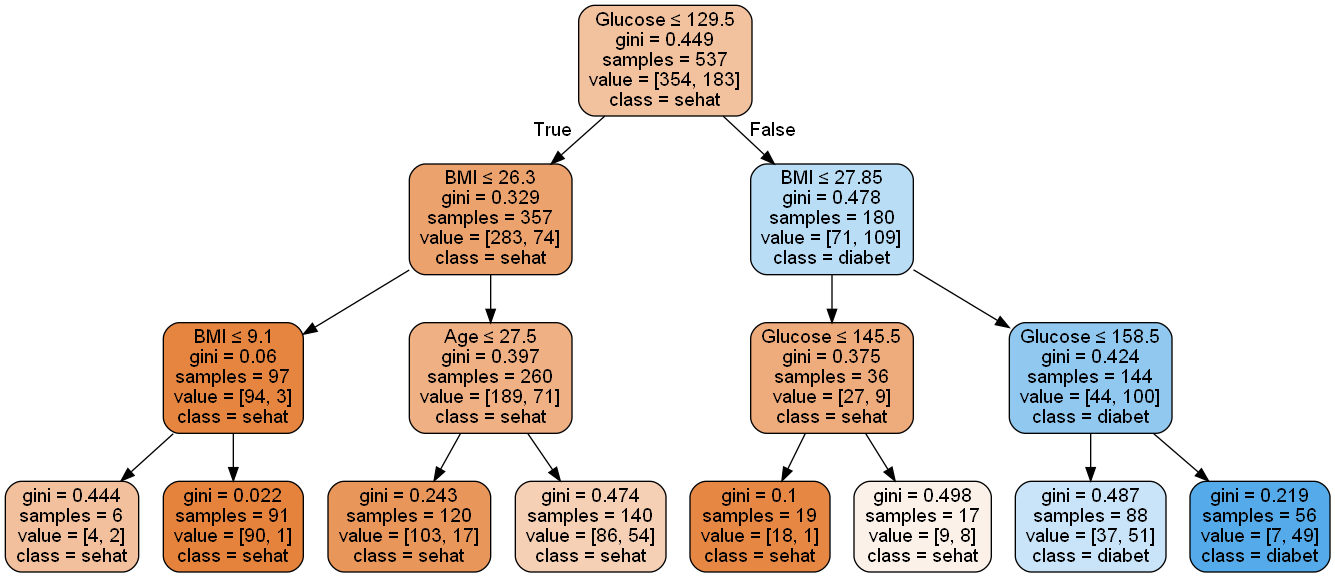 Glucose ≤ 129.5
gini = 0.449
samples = 537
value = [354, 183]
class = sehat
True
False
BMI ≤ 26.3
gini = 0.329
samples = 357
value = [283, 74]
class = sehat
BMI ≤ 27.85
gini = 0.478
samples = 180
value = [71, 109]
class = diabet
BMI ≤ 9.1
gini = 0.06
samples = 97
value = [94, 3]
class = sehat
Age ≤ 27.5
gini = 0.397
samples = 260
value = [189, 71]
class = sehat
Glucose ≤ 145.5
gini = 0.375
samples = 36
value = [27, 9]
class = sehat
Glucose ≤ 158.5
gini = 0.424
samples = 144
value = [44, 100]
class = diabet
gini = 0.444
samples = 6
value = [4, 2]
class = sehat
gini = 0.022
samples = 91
value = [90, 1]
class = sehat
gini = 0.243
samples = 120
value = [103, 17]
class = sehat
gini = 0.474
samples = 140
value = [86, 54]
class = sehat
gini = 0.1
samples = 19
value = [18, 1]
class = sehat
gini = 0.498
samples = 17
value = [9, 8]
class = sehat
gini = 0.487
samples = 88
value = [37, 51]
class = diabet
gini = 0.219
samples = 56
value = [7, 49]
class = diabet